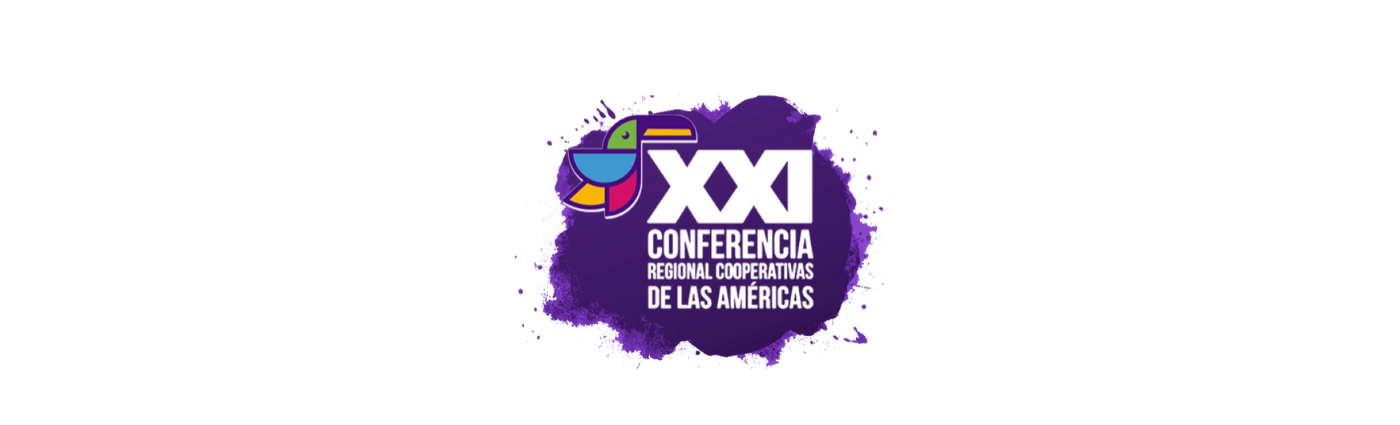 XXI
CONFERENCIA
REGIONAL COOPERATIVAS
DE LAS AMÉRICAS